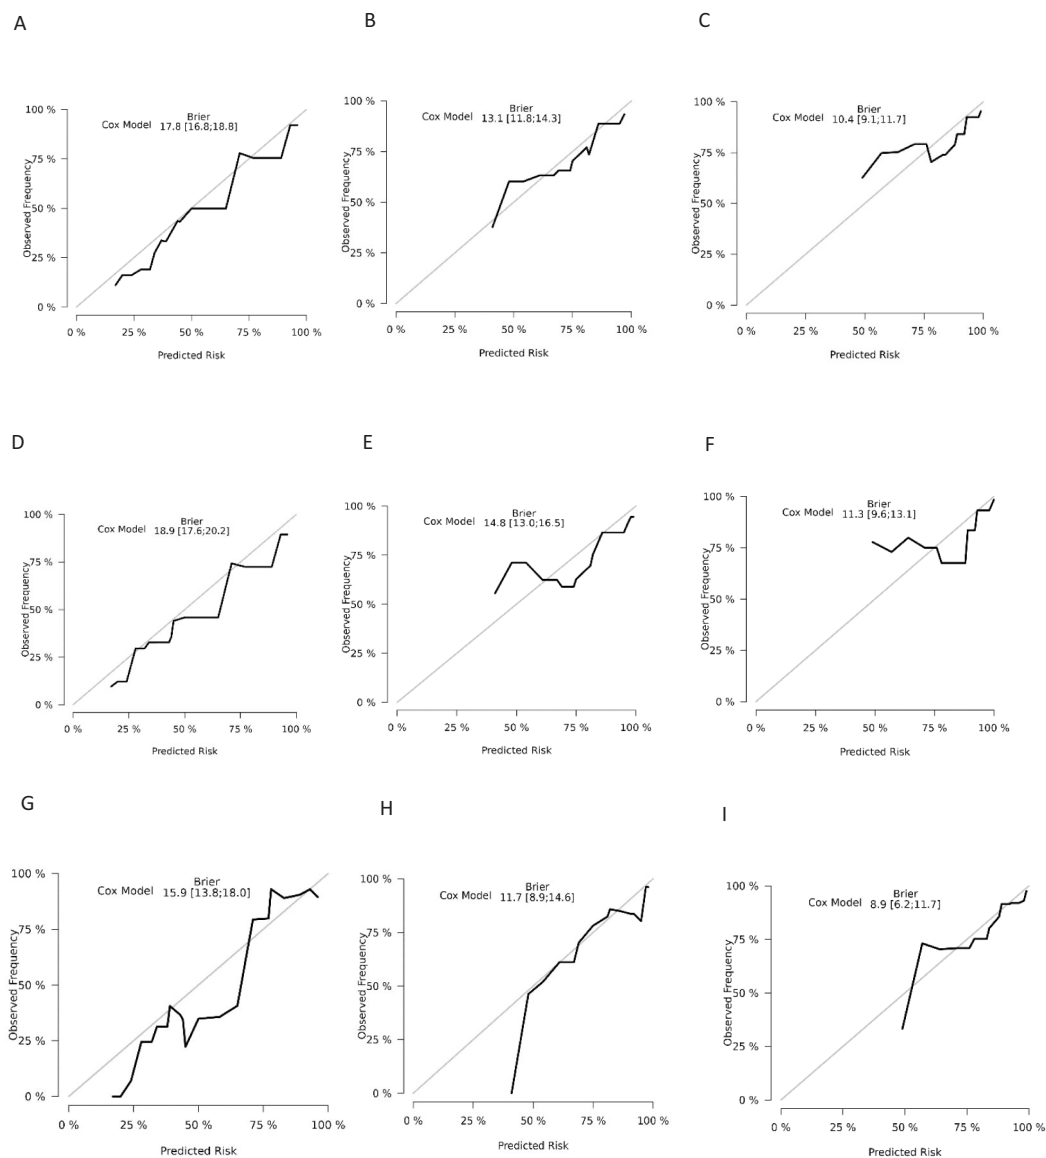 A
B
C
Brier
Cox Model 17.8 [16.8;18.8]
100 %
75 %
50 %
25 %
0 %
Observed Frequency
0 %
25 %
50 %
75 %
100 %
Predicted Risk
Brier
Cox Model 13.1 [11.8;14.3]
100 %
75 %
50 %
25 %
0 %
Observed Frequency
0 %
25 %
50 %
75 %
100 %
Predicted Risk
Brier
Cox Model 10.4 [9.1;11.7]
100 %
75 %
50 %
25 %
0 %
Observed Frequency
0 %
25 %
50 %
75 %
100 %
Predicted Risk
D
E
F
Brier
Cox Model 18.9 [17.6;20.2]
100 %
75 %
50 %
25 %
0 %
Observed Frequency
0 %
25 %
50 %
75 %
100 %
Predicted Risk
Brier
Cox Model 14.8 [13.0;16.5]
100 %
75 %
50 %
25 %
0 %
Observed Frequency
0 %
25 %
50 %
75 %
100 %
Predicted Risk
Brier
Cox Model 11.3 [9.6;13.1]
100 %
75 %
50 %
25 %
0 %
Observed Frequency
0 %
25 %
50 %
75 %
100 %
Predicted Risk
G
H
I
Brier
Cox Model 15.9 [13.8;18.0]
100 %
75 %
50 %
25 %
0 %
Observed Frequency
0 %
25 %
50 %
75 %
100 %
Predicted Risk
Brier
Cox Model 11.7 [8.9;14.6]
100 %
75 %
50 %
25 %
0 %
Observed Frequency
0 %
25 %
50 %
75 %
100 %
Predicted Risk
Brier
Cox Model 8.9 [6.2;11.7]
100 %
75 %
50 %
25 %
0 %
Observed Frequency
0 %
25 %
50 %
75 %
100 %
Predicted Risk